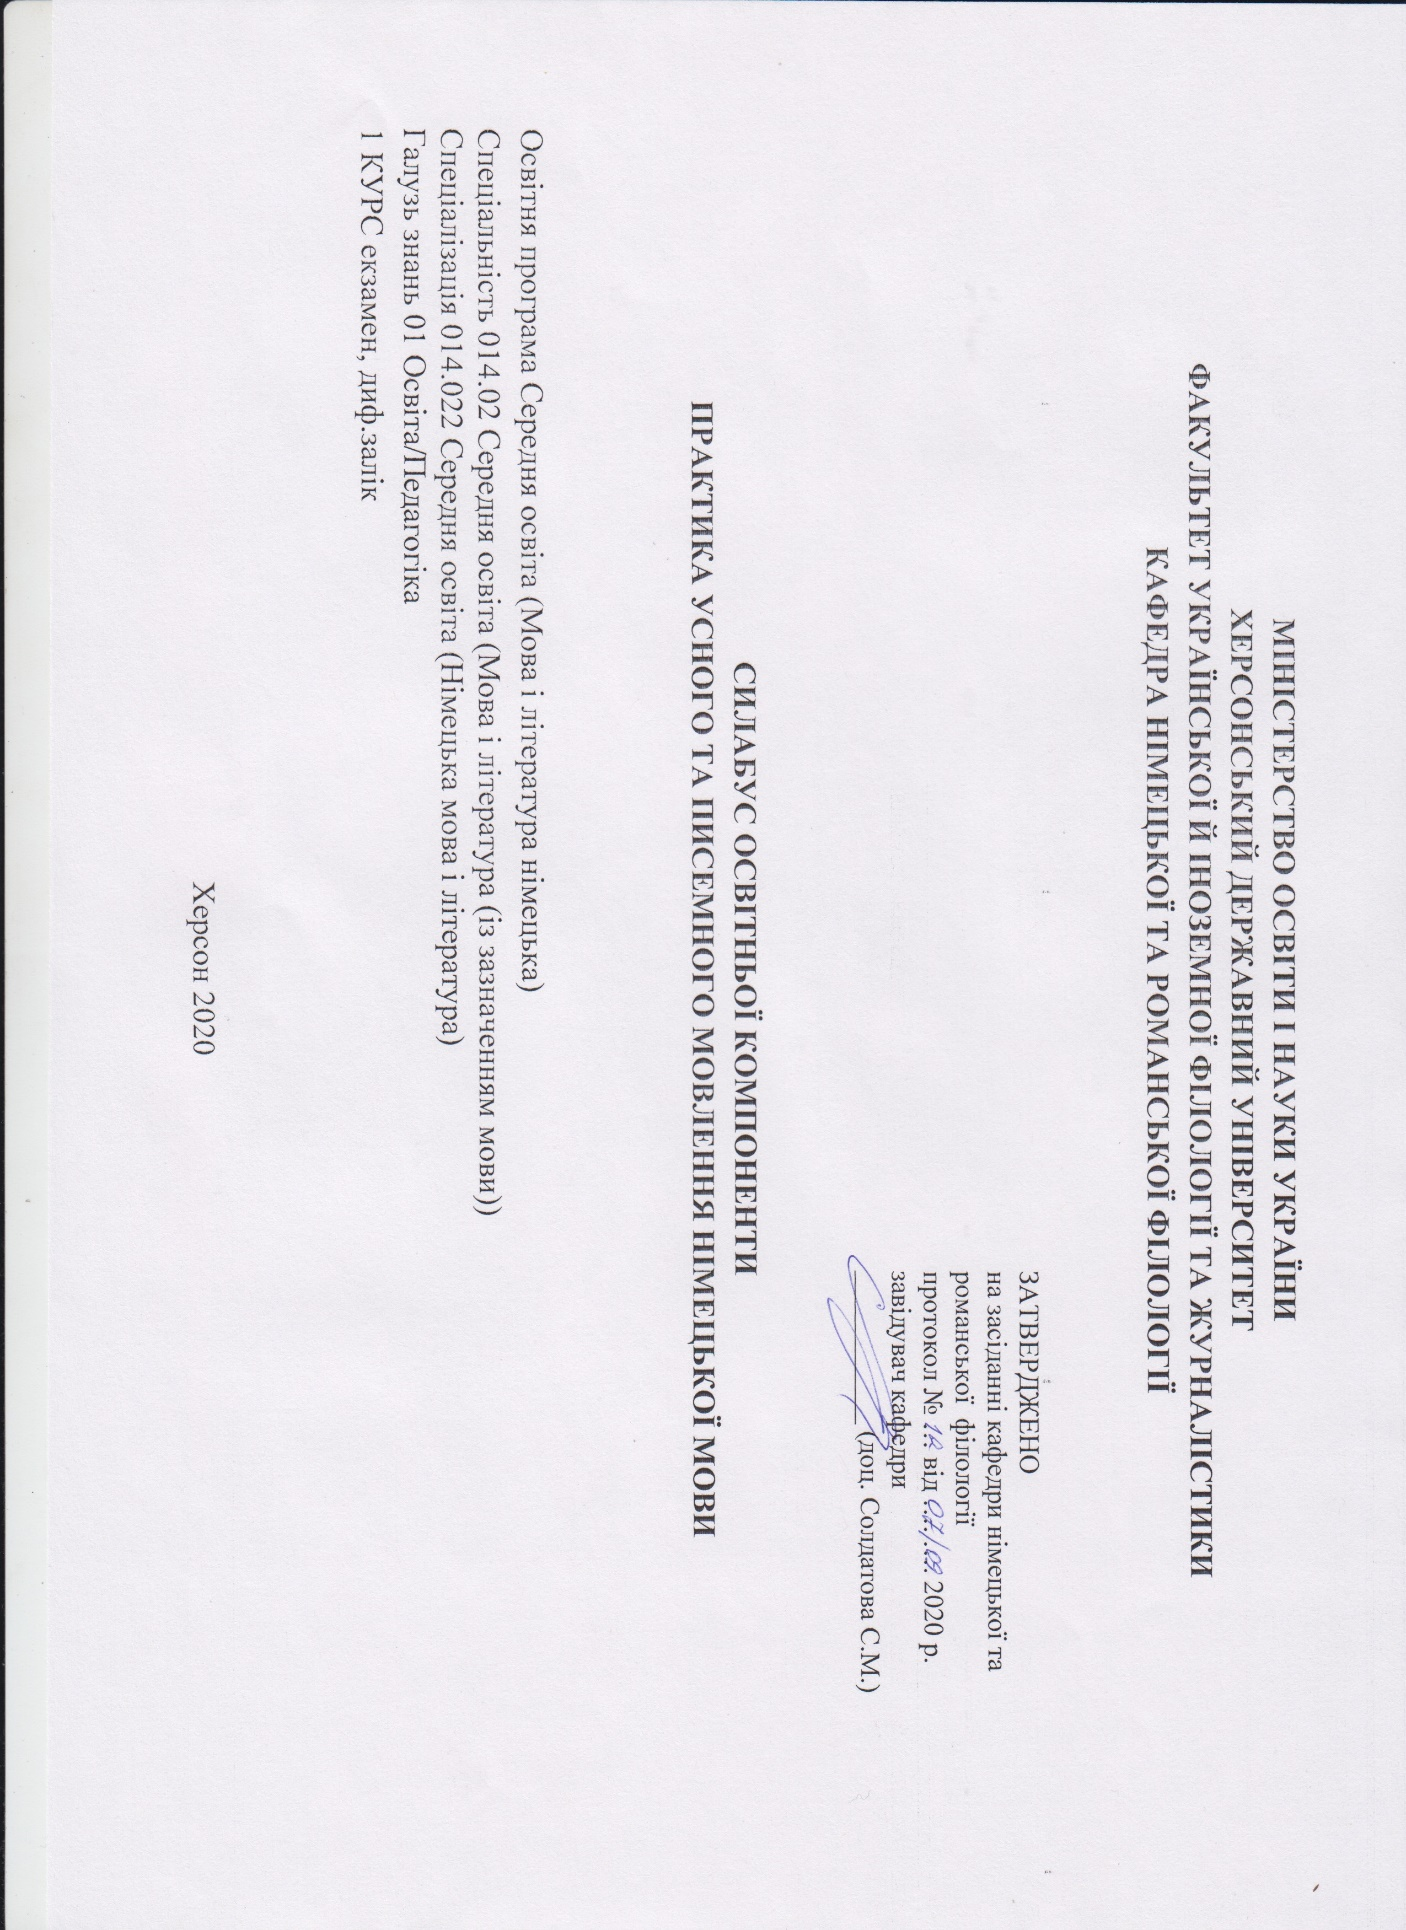 МІНІСТЕРСТВО ОСВІТИ І НАУКИ УКРАЇНИ
ХЕРСОНСЬКИЙ ДЕРЖАВНИЙ УНІВЕРСИТЕТ
ФАКУЛЬТЕТ УКРАЇНСЬКОЇ Й ІНОЗЕМНОЇ ФІЛОЛОГІЇ ТА ЖУРНАЛІСТИКИ
КАФЕДРА НІМЕЦЬКОЇ ТА РОМАНСЬКОЇ ФІЛОЛОГІЇ
ЗАТВЕРДЖЕНО
на засіданні кафедри німецької та
романської філології
протокол № від 07/09 2020 р.
завідувач кафедри
(доц. Солдатова С.М.)
СИЛАБУС ОСВІТНЬОЇ КОМПОНЕНТИ
ПРАКТИКА УСНОГО ТА ПИСЕМНОГО МОВЛЕННЯ НІМЕЦЬКОЇ МОВИ
Освітня програма Середня освіта (Мова і література німецька)
Спеціальність 014.02 Середня освіта (Мова і література (із зазначенням мови))
Спеціалізація 014.022 Середня освіта (Німецька мова і література)
Галузь знань 01 Освіта/Педагогіка
1 КУРС екзамен, диф.залік
Херсон 2020